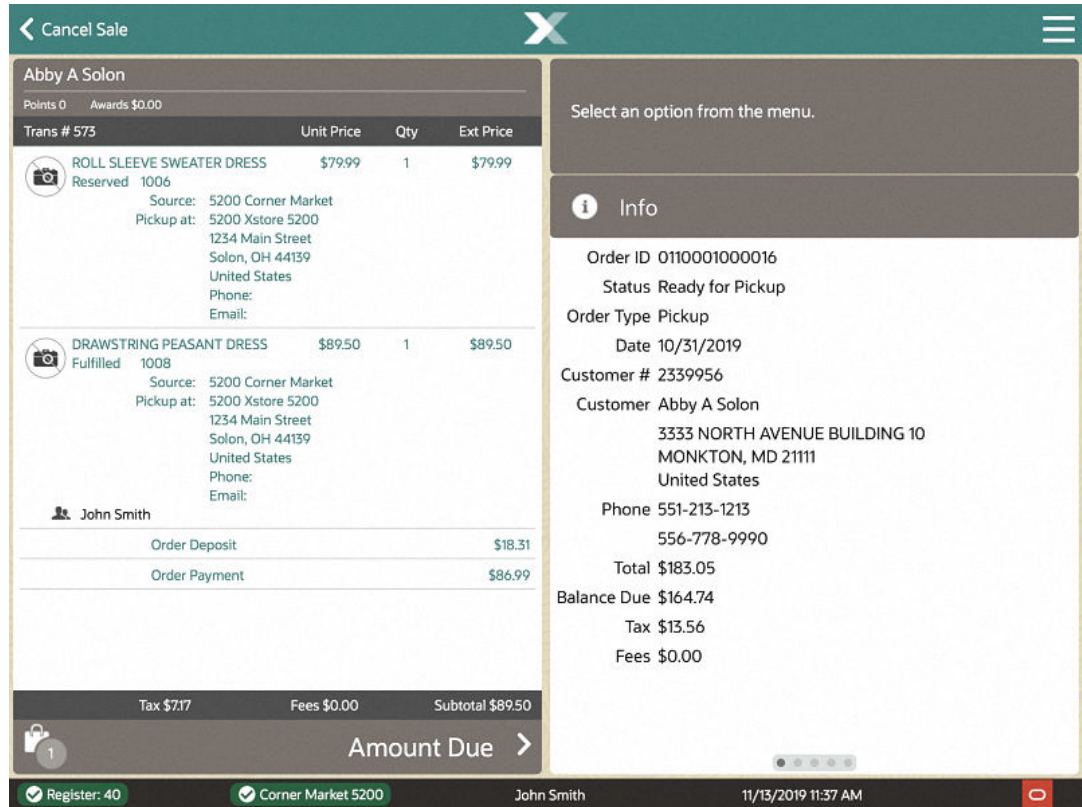 Cancel Sale
Abby A Solon
Points 0 Awards $0.00
Trans # 573 Unit Price Qty Ext Price
ROLL SLEEVE SWEATER DRESS $79.99 1 $79.99
Reserved 1006
Source: 5200 Corner Market
Pickup at: 5200 Xstore 5200
1234 Main Street
Solon, OH 44139
United States
Phone:
Email:
DRAWSTRING PEASANT DRESS $89.50 1 $89.50
Fulfilled 1008
Source: 5200 Corner Market
Pickup at: 5200 Xstore 5200
1234 Main Street
Solon, OH 44139
United States
Phone:
Email:
John Smith
Order Deposit $18.31
Order Payment $86.99
Tax $7.17 Fees $0.00 Subtotal $89.50
1 Amount Due
Select an option from the menu.
Info
Order ID 0110001000016
Status Ready for Pickup
Order Type Pickup
Date 10/31/2019
Customer # 2339956
Customer Abby A Solon
3333 NORTH AVENUE BUILDING 10
MONKTON, MD 21111
United States
Phone 551-213-1213
556-778-9990
Total $183.05
Balance Due $164.74
Tax $13.56
Fees $0.00
Register: 40 Corner Market 5200 John Smith 11/13/2019 11:37 AM